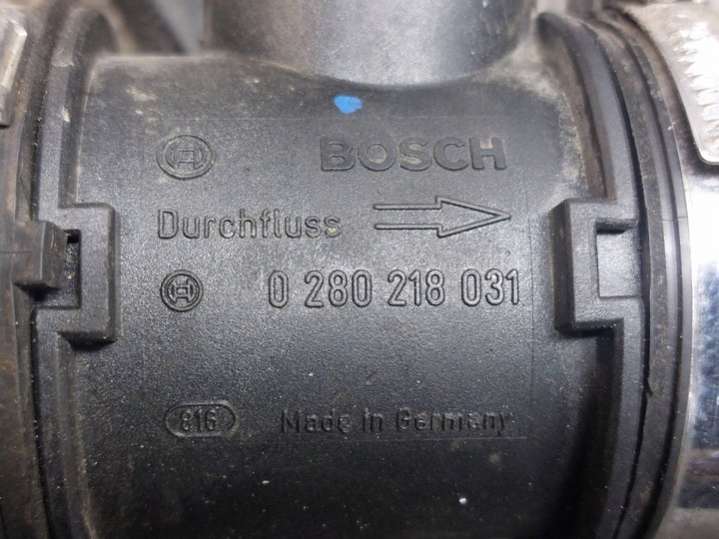 BOSCH
Durchfluss
0 280 218 031
816 Made in Germany